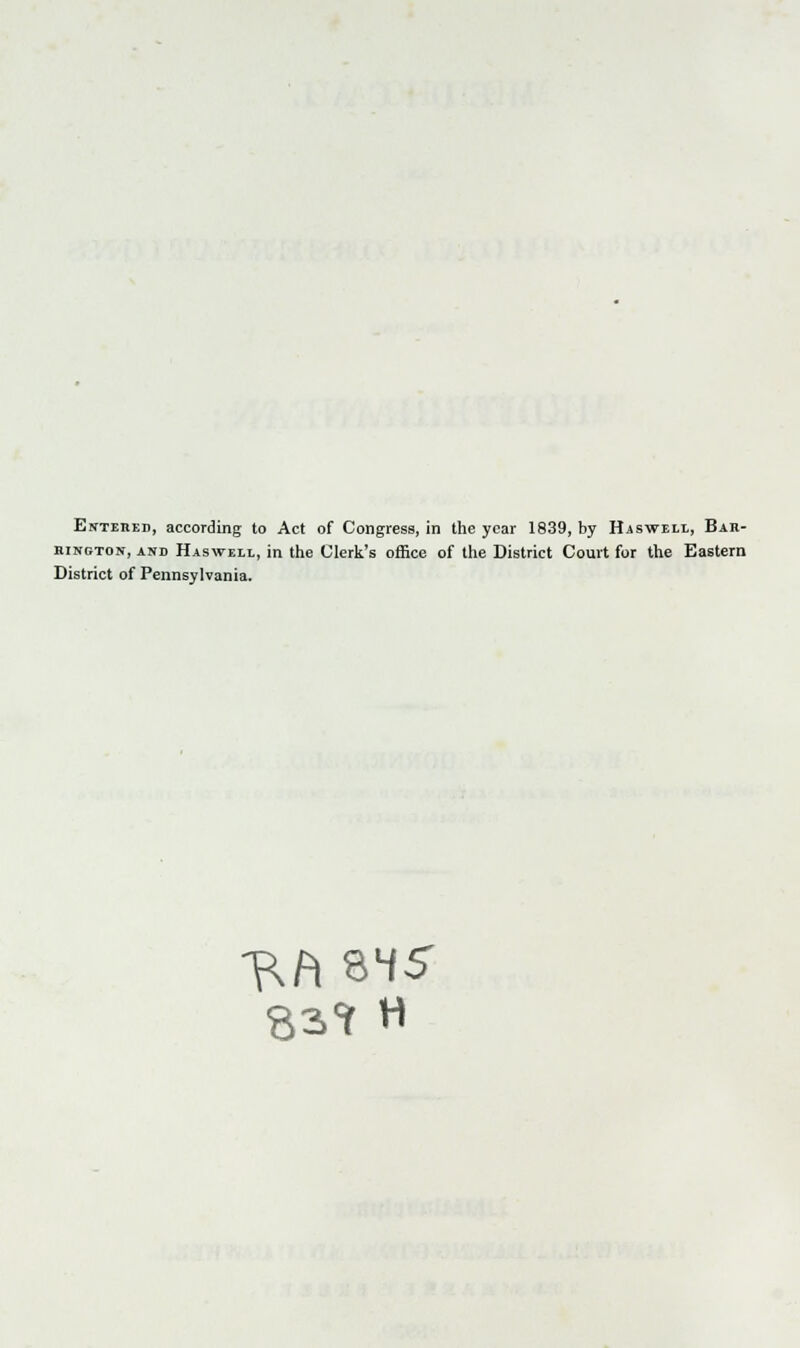 Entered, according to Act of Congress, in the year 1839, by Haswell, Bar-
rington, and Haswell, in the Clerk's office of the District Court for the Eastern
District of Pennsylvania.
RA 845
839 H